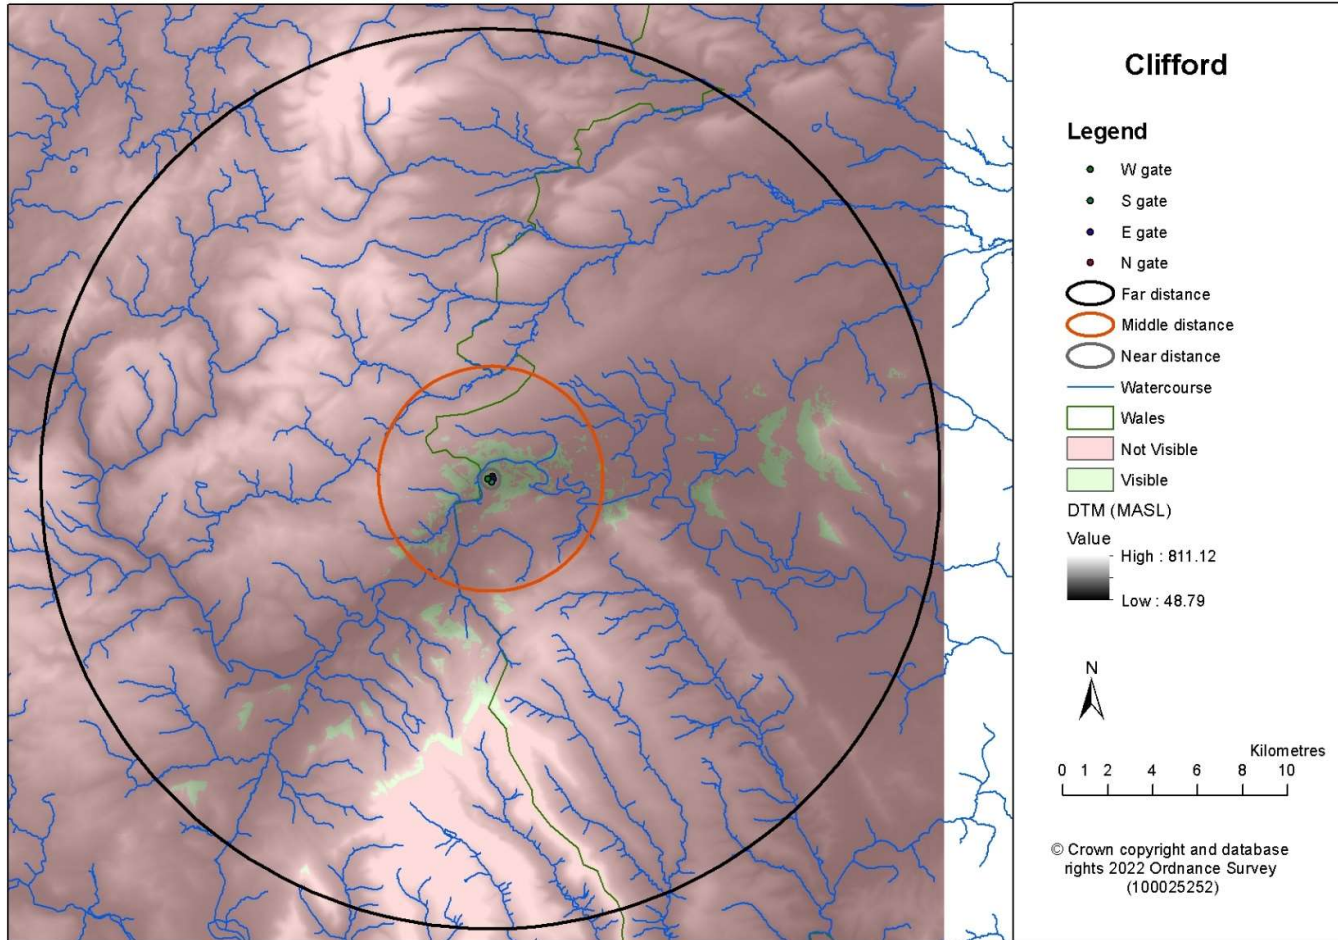 Clifford
Legend
W gate
S gate
E gate
N gate
Far distance
Middle distance
Near distance
Watercourse
Wales
Not Visible
Visible
DTM (MASL)
Value
High : 811.12
Low : 48.79
N
Kilometres
0 1 2 4 6 8 10
© Crown copyright and database
rights 2022 Ordnance Survey
(100025252)